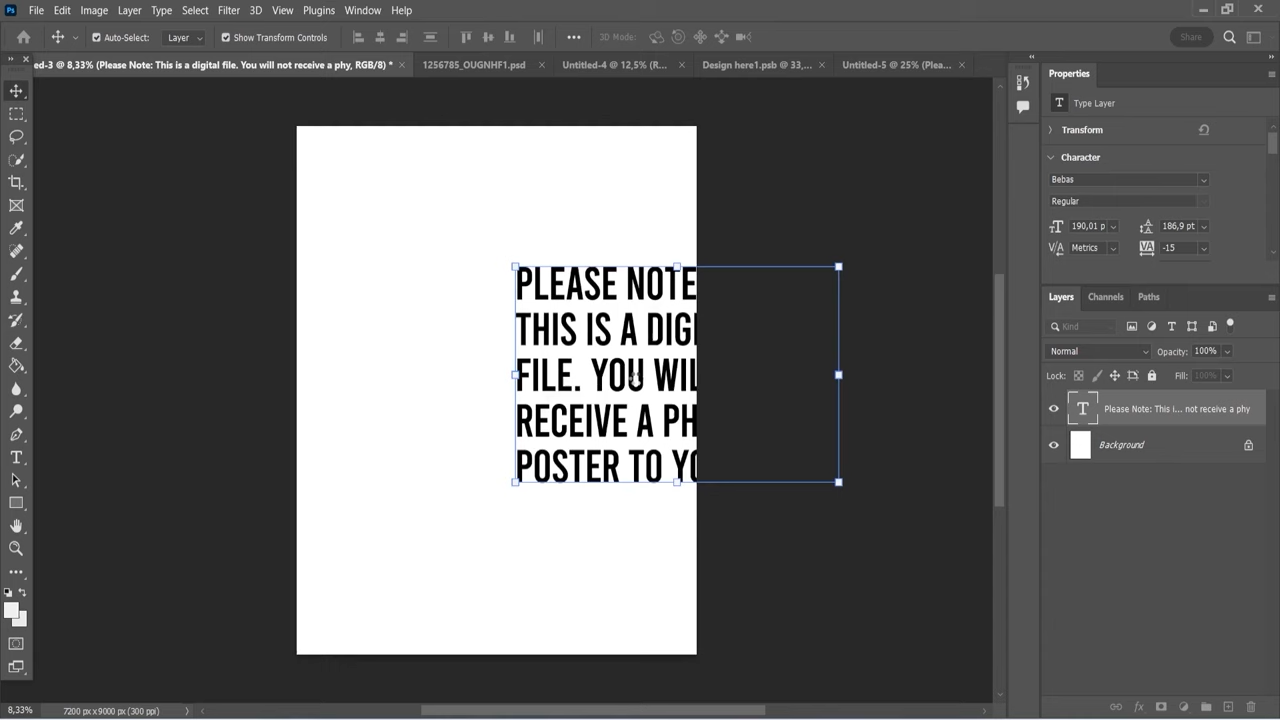 Ps File Edit Image Layer Type Select Filter 3D View Plugins Window Help
Auto-Select: Layer Show Transform Controls 3D Mode: Share
ed-3 @ 8,33% (Please Note: This is a digital file. You will not receive a phy, RGB/8) * 1256785_OUGNHF1.psd Untitled-4 @ 12,5% (R... Design here1.psb @ 33,... Untitled-5 @ 25% (Plea...
Properties
T Type Layer
Transform
Character
Bebas
Regular
190,01 p 186,9 pt
Metrics -15
Layers Channels Paths
Kind
Normal Opacity: 100%
Lock: Fill: 100%
T Please Note: This i... not receive a phy
Background
PLEASE NOTE
THIS IS A DIGI
FILE. YOU WIL
RECEIVE A PH
POSTER TO YO
8,33% 7200 px x 9000 px (300 ppi)